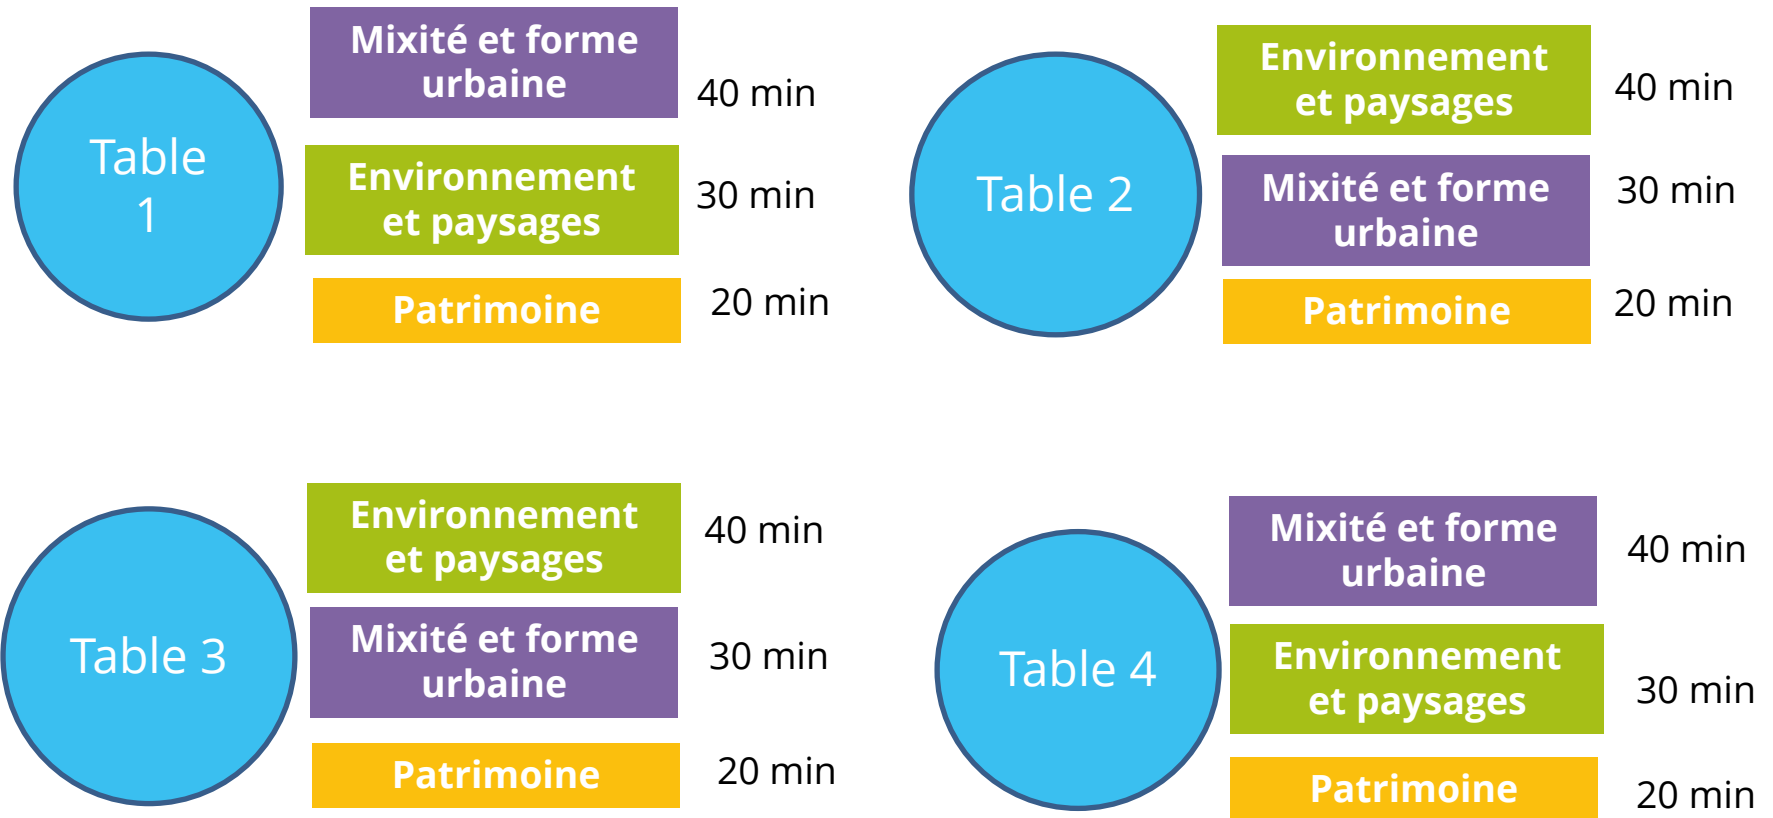 Table
1
Mixité et forme
urbaine
40 min
Environnement
et paysages
30 min
Patrimoine
20 min
Table 2
Environnement
et paysages
40 min
Mixité et forme
urbaine
30 min
Patrimoine
20 min
Table 3
Environnement
et paysages
40 min
Mixité et forme
urbaine
30 min
Patrimoine
20 min
Table 4
Mixité et forme
urbaine
40 min
Environnement
et paysages
30 min
Patrimoine
20 min